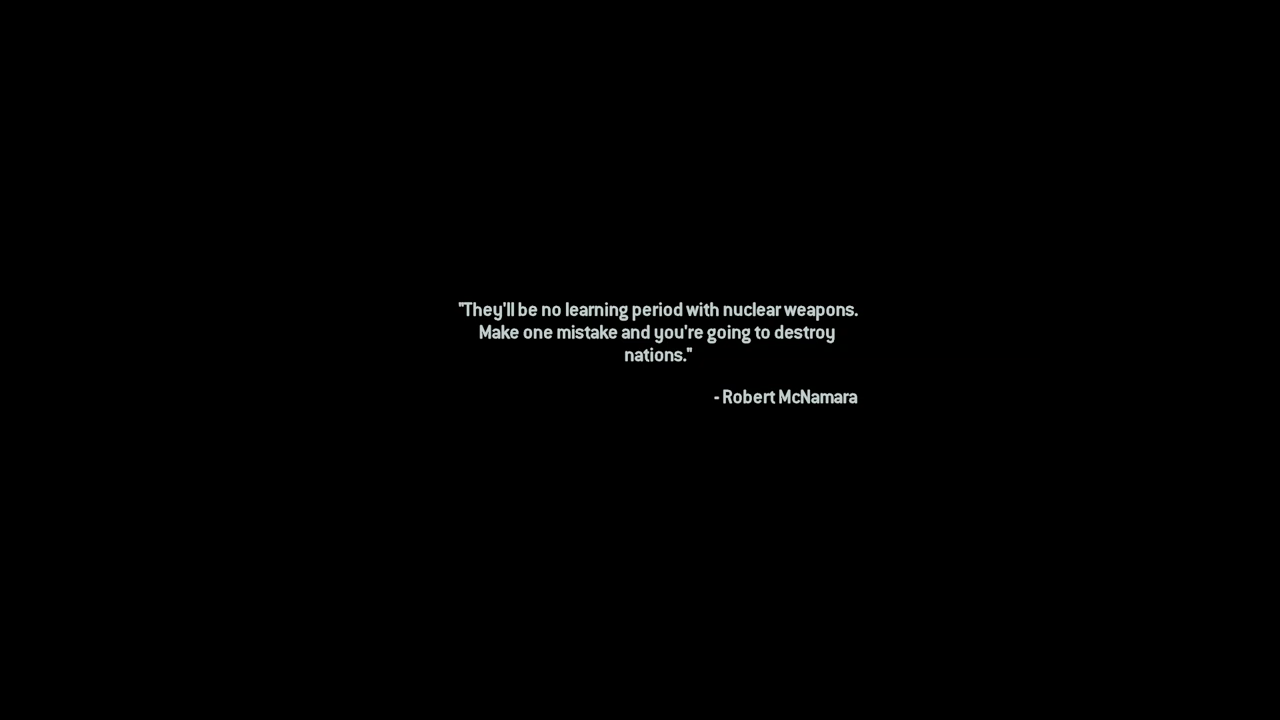 "They'll be no learning period with nuclear weapons.
Make one mistake and you're going to destroy
nations."
- Robert McNamara